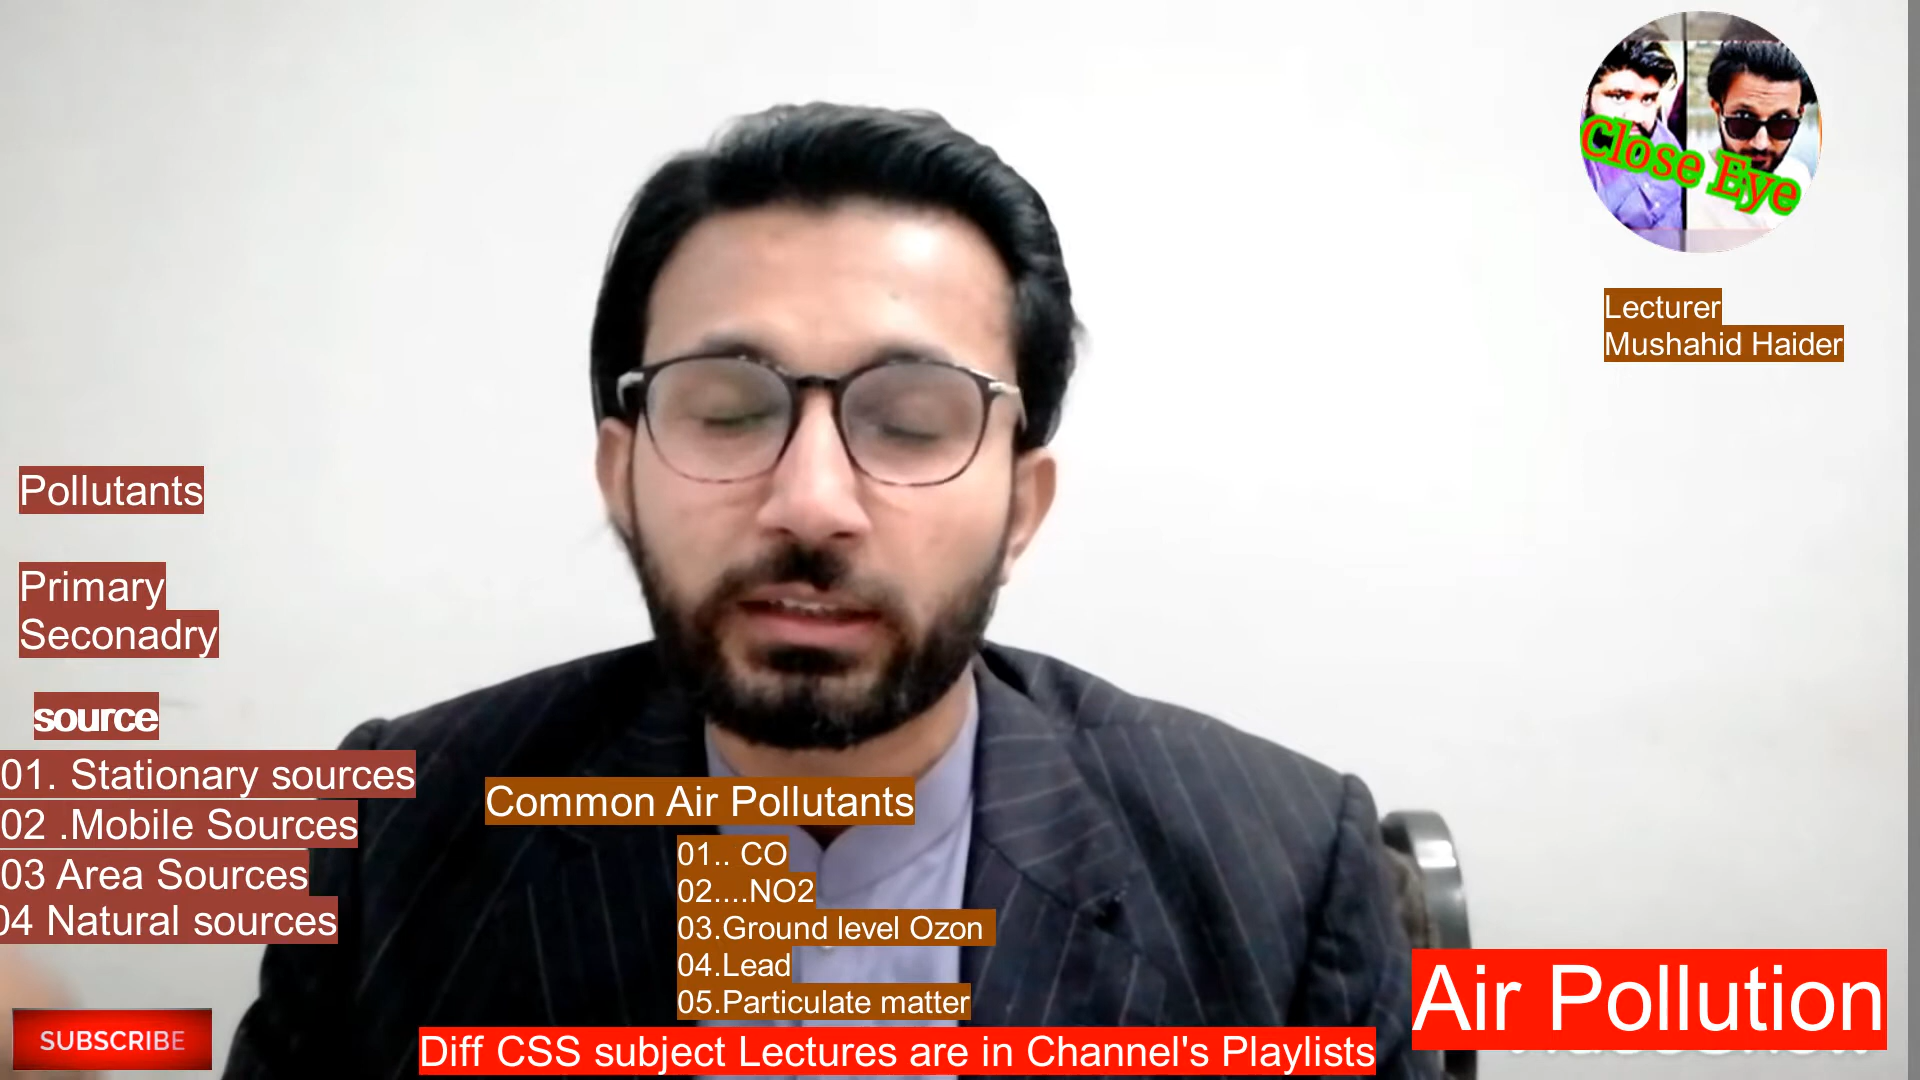 Close Eye
Lecturer
Mushahid Haider
Pollutants
Primary
Seconadry
source
01. Stationary sources
02 .Mobile Sources
03 Area Sources
04 Natural sources
Common Air Pollutants
01.. CO
02....NO2
03.Ground level Ozon
04.Lead
05.Particulate matter
Air Pollution
SUBSCRIBE
Diff CSS subject Lectures are in Channel's Playlists